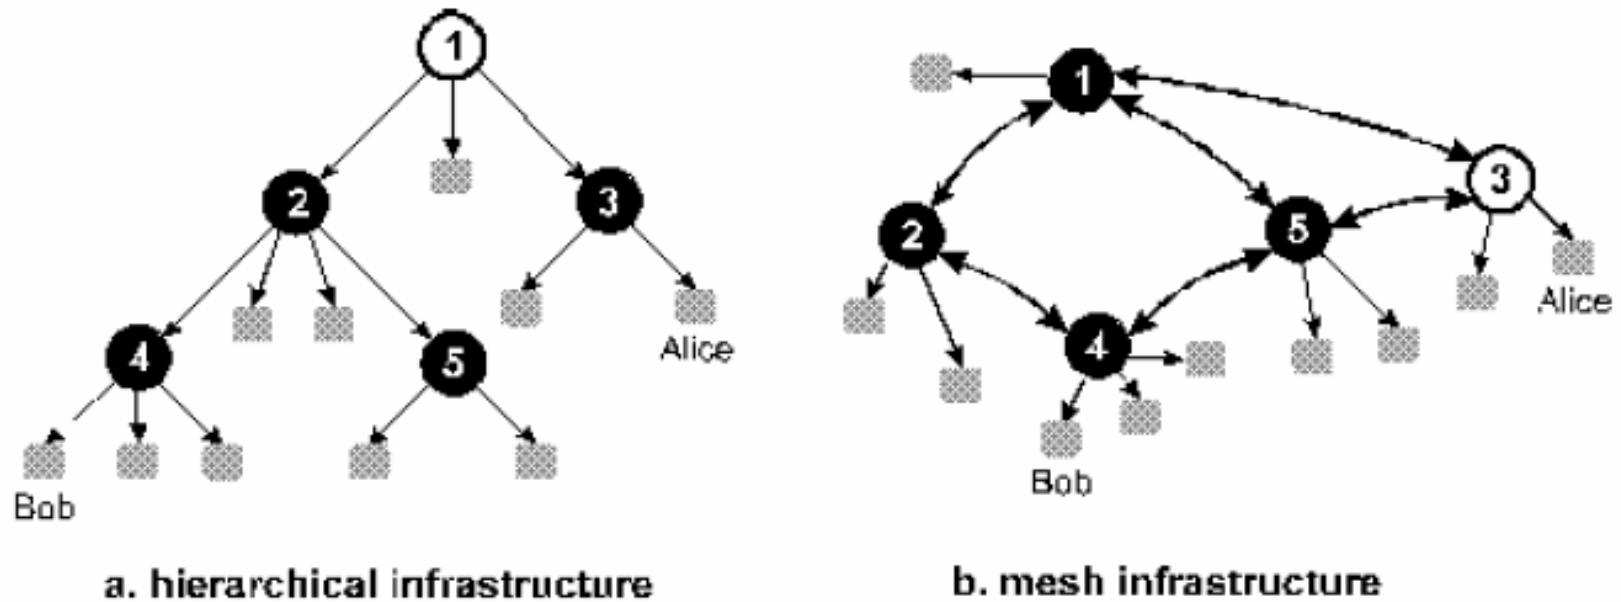 1
2
3
4
5
Alice
Bob
a. hierarchical infrastructure
1
3
2
5
Alice
4
Bob
b. mesh infrastructure